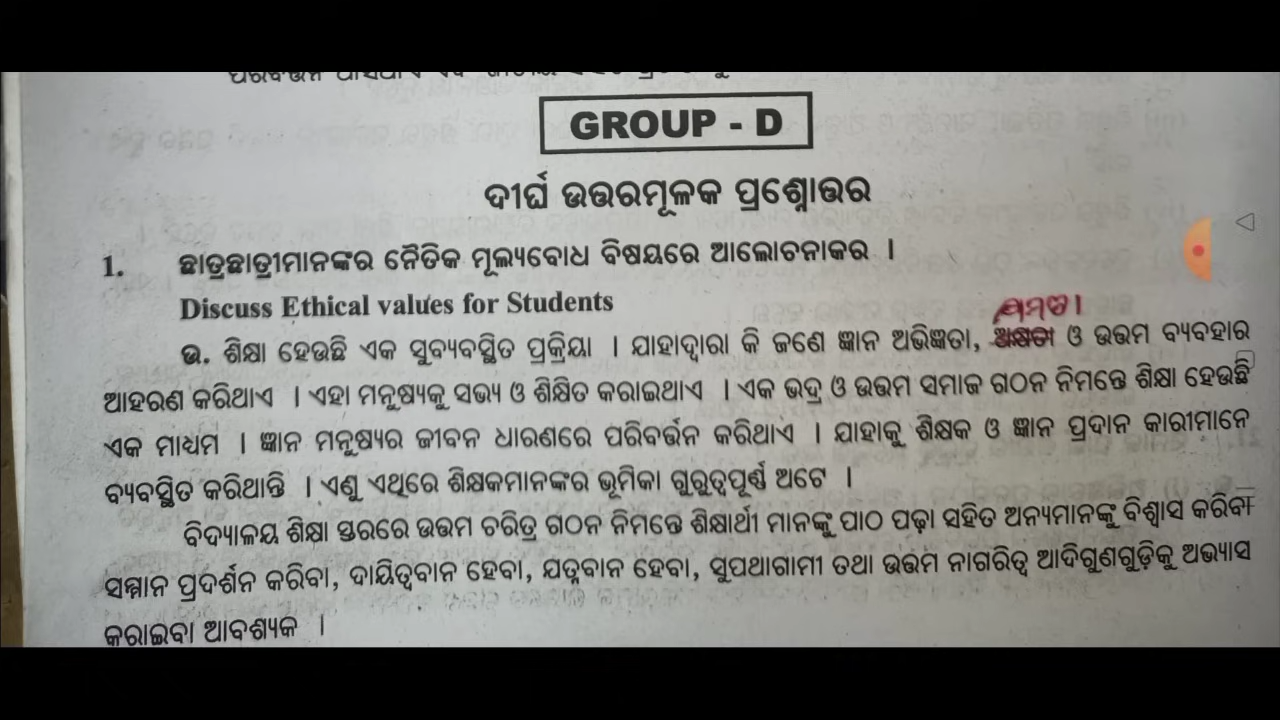 GROUP - D
ଦୀର୍ଘ ଉତ୍ତରମୂଳକ ପ୍ରଶ୍ନୋତ୍ତର
1. ଛାତ୍ରଛାତ୍ରୀମାନଙ୍କର ନୈତିକ ମୂଲ୍ୟବୋଧ ବିଷୟରେ ଆଲୋଚନାକର ।
Discuss Ethical values for Students
ଉ. ଶିକ୍ଷା ହେଉଛି ଏକ ସୁବ୍ୟବସ୍ଥିତ ପ୍ରକ୍ରିୟା । ଯାହାଦ୍ୱାରା କି ଜଣେ ଜ୍ଞାନ ଅଭିଜ୍ଞତା, ଓ ଉତ୍ତମ ବ୍ୟବହାର
ଆହରଣ କରିଥାଏ । ଏହା ମନୁଷ୍ୟକୁ ସଭ୍ୟ ଓ ଶିକ୍ଷିତ କରାଇଥାଏ । ଏକ ଭଦ୍ର ଓ ଉତ୍ତମ ସମାଜ ଗଠନ ନିମନ୍ତେ ଶିକ୍ଷା ହେଉଛି
ଏକ ମାଧ୍ୟମ । ଜ୍ଞାନ ମନୁଷ୍ୟର ଜୀବନ ଧାରଣରେ ପରିବର୍ତ୍ତନ କରିଥାଏ । ଯାହାକୁ ଶିକ୍ଷକ ଓ ଜ୍ଞାନ ପ୍ରଦାନ କାରୀମାନେ
ବ୍ୟବସ୍ଥିତ କରିଥାନ୍ତି । ଏଣୁ ଏଥିରେ ଶିକ୍ଷକମାନଙ୍କର ଭୂମିକା ଗୁରୁତ୍ୱପୂର୍ଣ୍ଣ ଅଟେ ।
ବିଦ୍ୟାଳୟ ଶିକ୍ଷା ସ୍ତରରେ ଉତ୍ତମ ଚରିତ୍ର ଗଠନ ନିମନ୍ତେ ଶିକ୍ଷାର୍ଥୀ ମାନଙ୍କୁ ପାଠ ପଢ଼ା ସହିତ ଅନ୍ୟମାନଙ୍କୁ ବିଶ୍ୱାସ କରିବା
ସମ୍ମାନ ପ୍ରଦର୍ଶନ କରିବା, ଦାୟିତ୍ୱବାନ ହେବା, ଯତ୍ନବାନ ହେବା, ସୁପଥାଗାମୀ ତଥା ଉତ୍ତମ ନାଗରିତ୍ୱ ଆଦିଗୁଣଗୁଡ଼ିକୁ ଅଭ୍ୟାସ
କରାଇବା ଆବଶ୍ୟକ ।